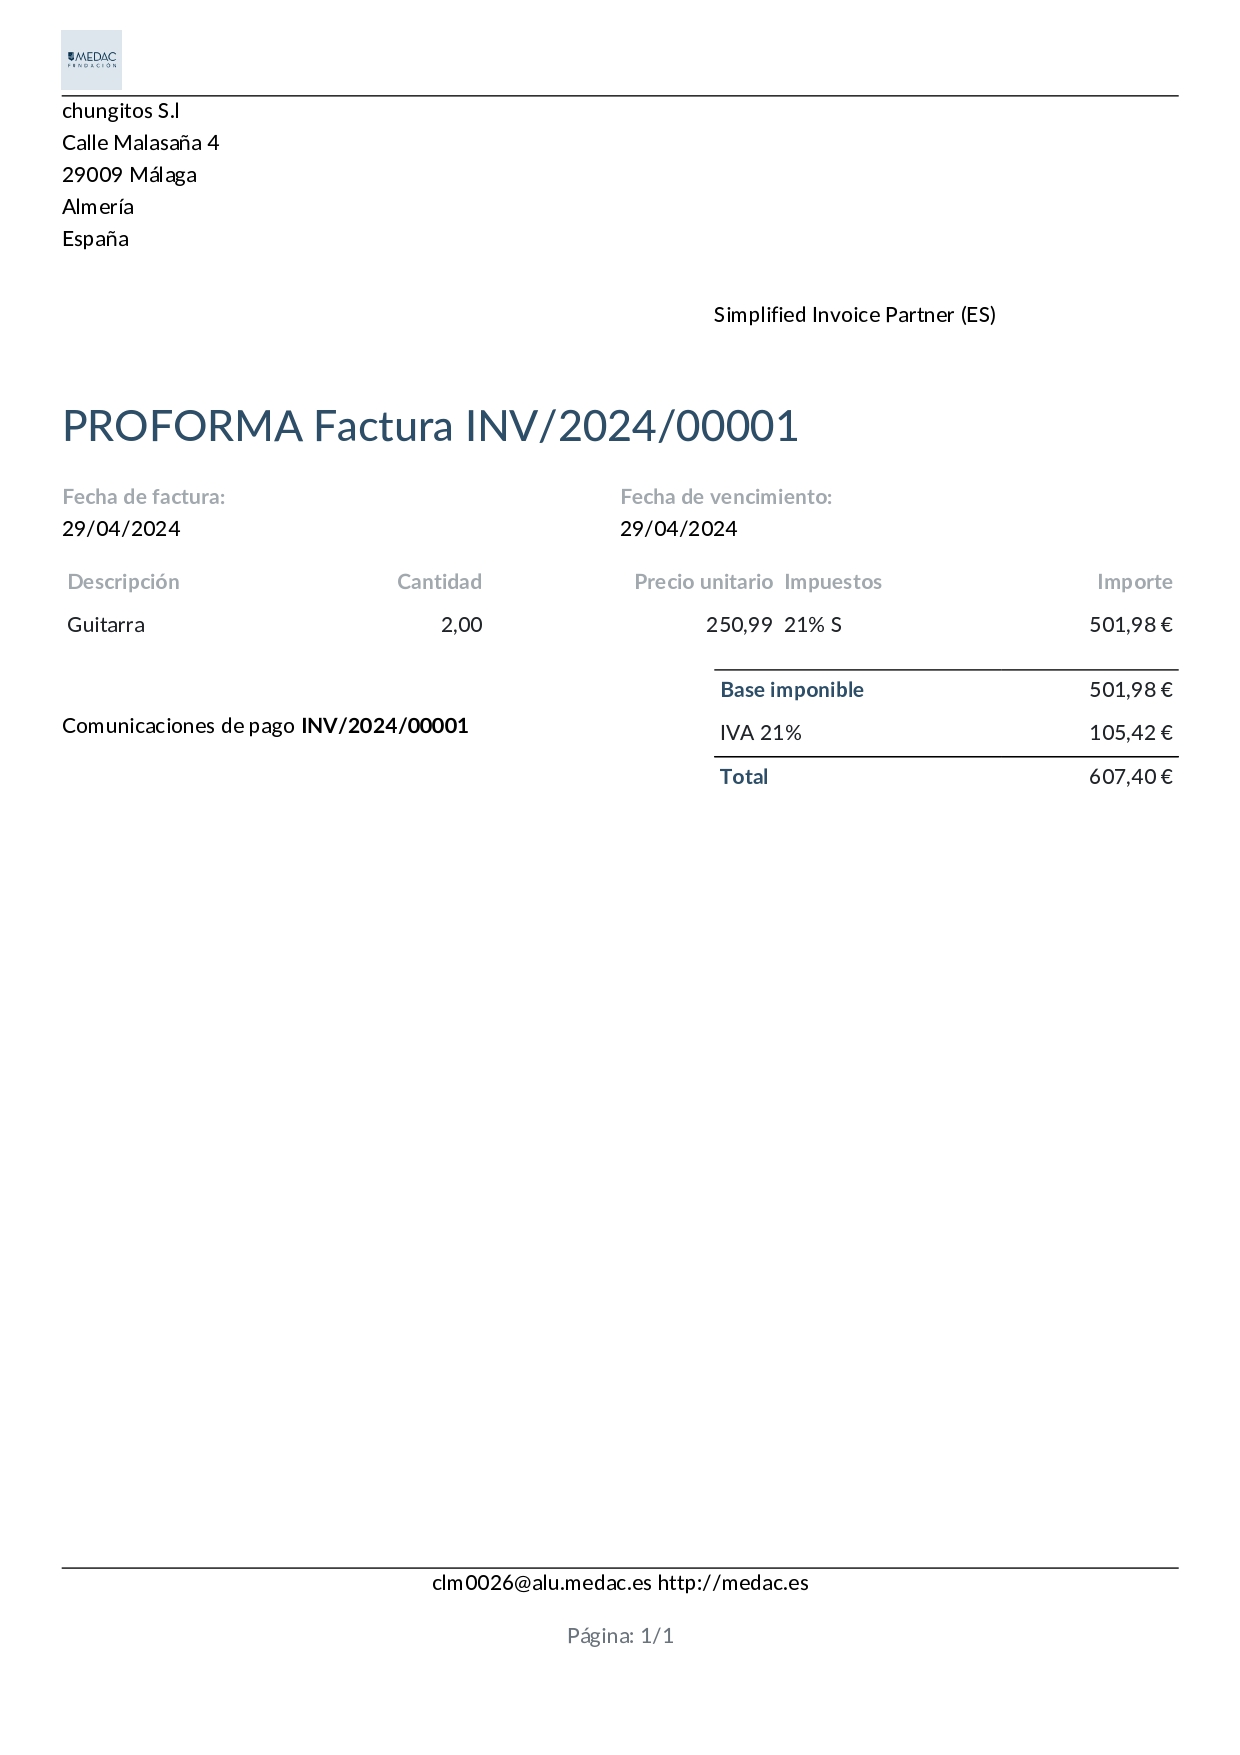 MEDAC
FUNDACIÓN
chungitos S.l
Calle Malasaña 4
29009 Málaga
Almería
España
Simplified Invoice Partner (ES)
PROFORMA Factura INV/2024/00001
Fecha de factura: Fecha de vencimiento:
29/04/2024 29/04/2024
Descripción Cantidad Precio unitario Impuestos Importe
Guitarra 2,00 250,99 21% S 501,98 €
Base imponible 501,98 €
Comunicaciones de pago INV/2024/00001
IVA 21% 105,42 €
Total 607,40 €
clm0026@alu.medac.es http://medac.es
Página: 1/1